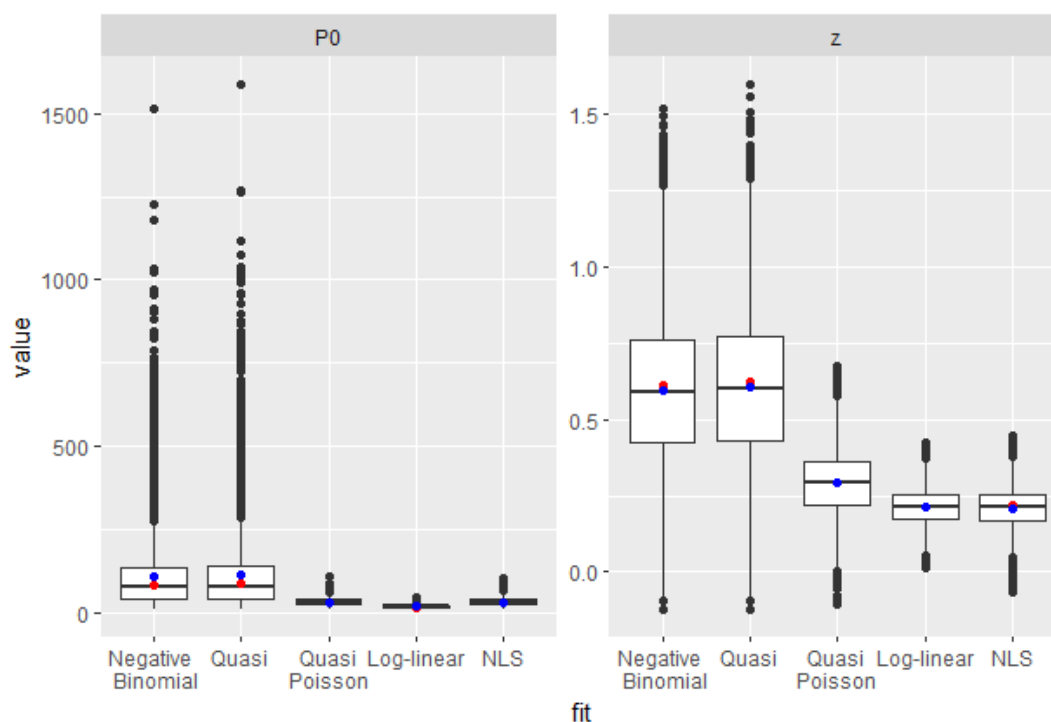 P0
z
value
1500
1000
500
0
1.5
1.0
0.5
0.0
Negative
Binomial
Quasi
Quasi
Poisson
Log-linear
NLS
Negative
Binomial
Quasi
Quasi
Poisson
Log-linear
NLS
fit